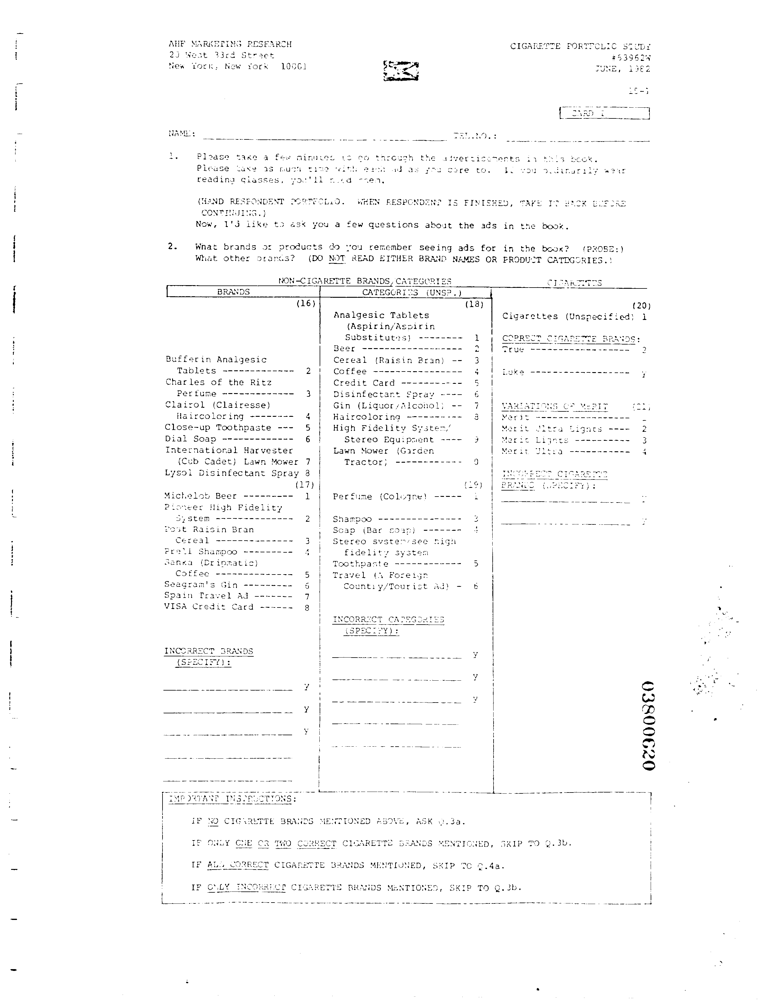 AHF MARKETING RESEARCH
23 West 33rd Street
New York, New York 10001
CIGARETTE PORTFOLIO STUDY
#53962W
JUNE, 1982
CARD 1
NAME:
TEL.NO.:
1. Please take a few minutes to go through the advertisements in this book.
Please take as much time with each ad as you care to. If you ordinarily wear
reading glasses, you'll need them.
(HAND RESPONDENT PORTFOLIO. WHEN RESPONDENT IS FINISHED, TAKE IT BACK BEFORE
CONTINUING.)
Now, I'd like to ask you a few questions about the ads in the book.
2. What brands or products do you remember seeing ads for in the book? (PROBE:)
What other brands? (DO NOT READ EITHER BRAND NAMES OR PRODUCT CATEGORIES.)
NON-CIGARETTE BRANDS, CATEGORIES
CIGARETTES
BRANDS
(16)
Bufferin Analgesic
Tablets ------------- 2
Charles of the Ritz
Perfume ------------- 3
Clairol (Clairesse)
Haircoloring -------- 4
Close-up Toothpaste --- 5
Dial Soap ------------ 6
International Harvester
(Cub Cadet) Lawn Mower 7
Lysol Disinfectant Spray 8
(17)
Michelob Beer --------- 1
Pioneer High Fidelity
System -------------- 2
Post Raisin Bran
Cereal -------------- 3
Prell Shampoo --------- 4
Sanka (Dripmatic)
Coffee -------------- 5
Seagram's Gin --------- 6
Spain Travel Ad ------- 7
VISA Credit Card ------ 8
INCORRECT BRANDS
(SPECIFY):
y
y
y
CATEGORIES (UNSP.)
(18)
Analgesic Tablets
(Aspirin/Aspirin
Substitutes) -------- 1
Beer ------------------ 2
Cereal (Raisin Bran) -- 3
Coffee ---------------- 4
Credit Card ----------- 5
Disinfectant Spray ---- 6
Gin (Liquor/Alcohol) -- 7
Haircoloring ---------- 8
High Fidelity System/
Stereo Equipment ---- 9
Lawn Mower (Garden
Tractor) ------------ 0
(19)
Perfume (Cologne) ----- 1
Shampoo --------------- 3
Soap (Bar soap) ------- 4
Stereo system/see high
fidelity system
Toothpaste ------------ 5
Travel (A Foreign
Country/Tourist Ad) - 6
INCORRECT CATEGORIES
(SPECIFY):
y
y
y
(20)
Cigarettes (Unspecified) 1
CORRECT CIGARETTE BRANDS:
True ------------------ 2
Luke ------------------ y
VARIATIONS OF MERIT (21)
Merit ----------------- 1
Merit Ultra Lights ---- 2
Merit Lights ---------- 3
Merit Ultra ----------- 4
INCORRECT CIGARETTE
BRANDS (SPECIFY):
03800620
IMPORTANT INSTRUCTIONS:
IF NO CIGARETTE BRANDS MENTIONED ABOVE, ASK Q.3a.
IF ONLY ONE OR TWO CORRECT CIGARETTE BRANDS MENTIONED, SKIP TO Q.3b.
IF ALL CORRECT CIGARETTE BRANDS MENTIONED, SKIP TO Q.4a.
IF ONLY INCORRECT CIGARETTE BRANDS MENTIONED, SKIP TO Q.3b.